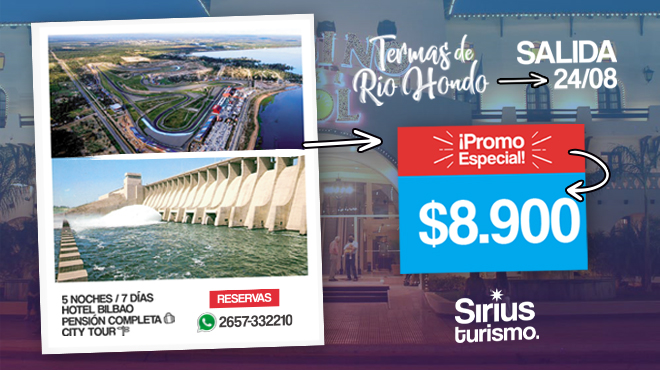 Termas de
Río Hondo
SALIDA
24/08
¡Promo
Especial!
$8.900
5 NOCHES / 7 DÍAS
HOTEL BILBAO
PENSIÓN COMPLETA
CITY TOUR
RESERVAS
2657-332210
Sirius
turismo.